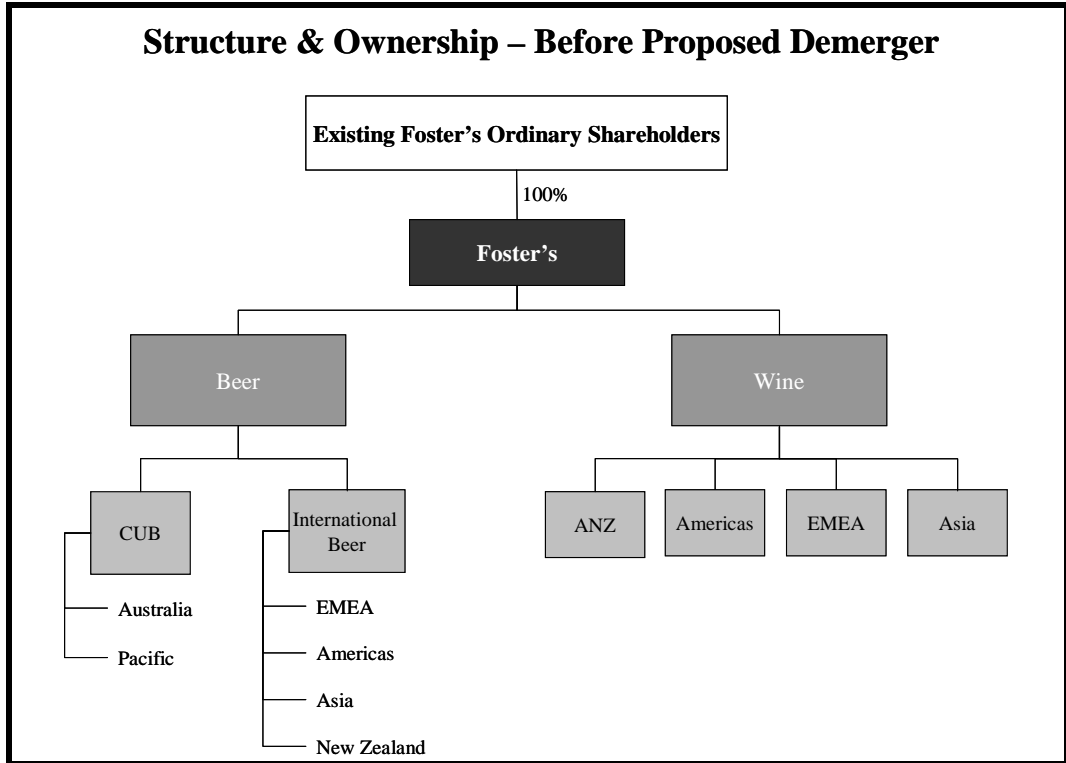 Structure & Ownership – Before Proposed Demerger
Existing Foster’s Ordinary Shareholders
100%
Foster’s
Beer
Wine
CUB
International
Beer
ANZ
Americas
EMEA
Asia
Australia
Pacific
EMEA
Americas
Asia
New Zealand